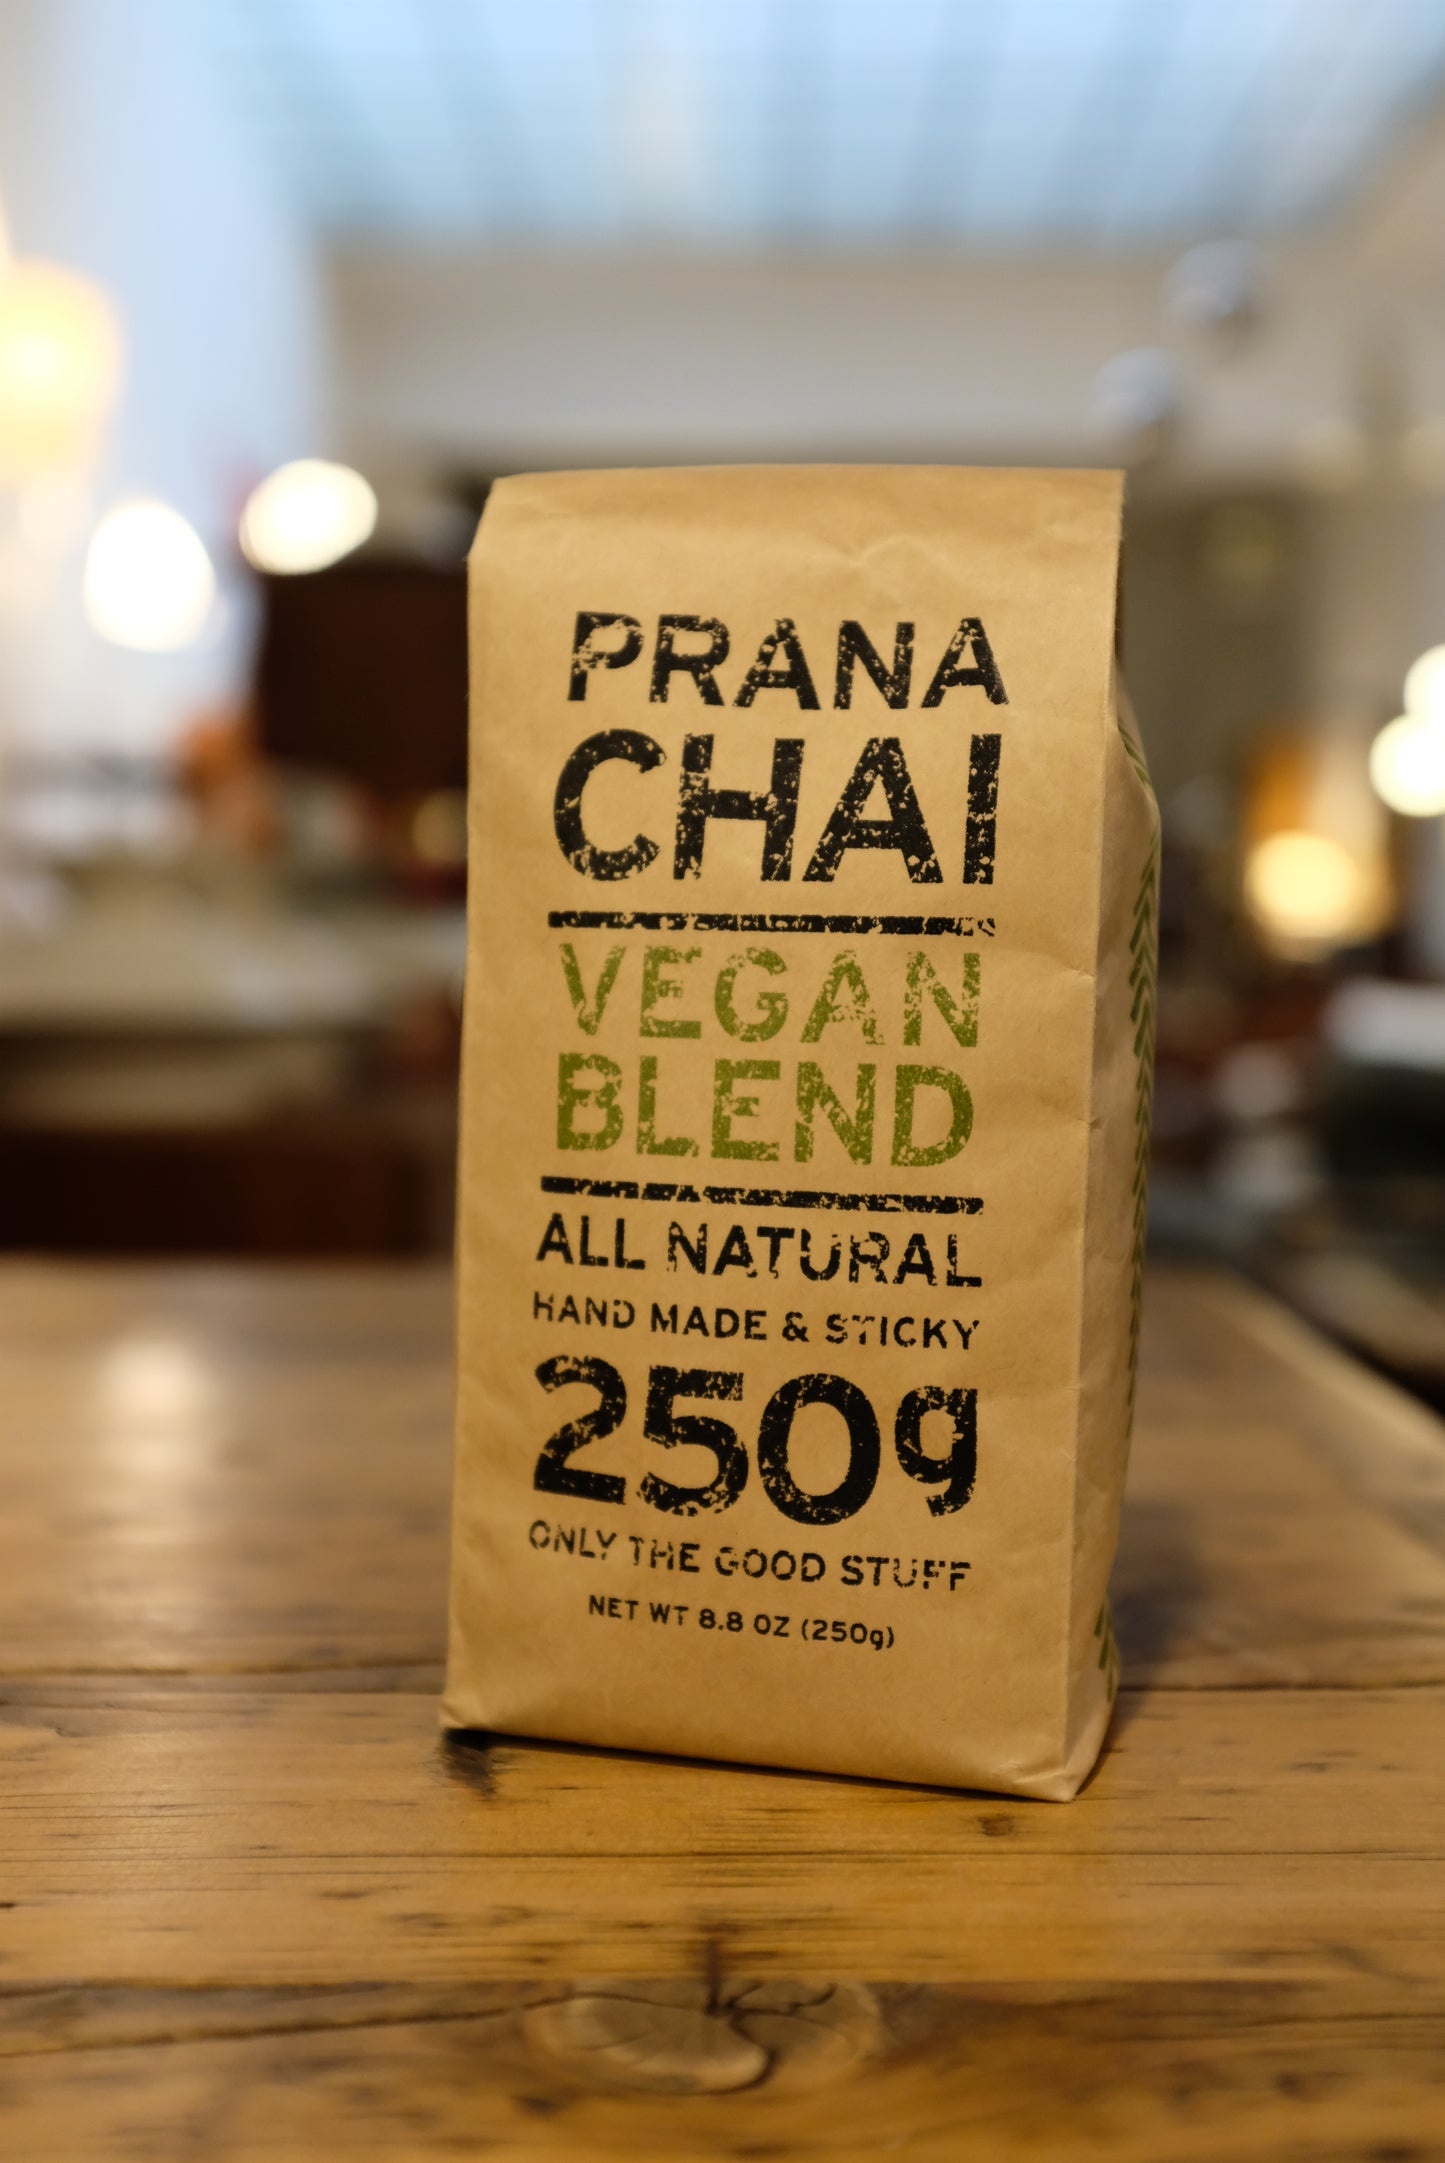 PRANA
CHAI
VEGAN
BLEND
ALL NATURAL
HAND MADE & STICKY
250g
ONLY THE GOOD STUFF
NET WT 8.8 OZ (250g)